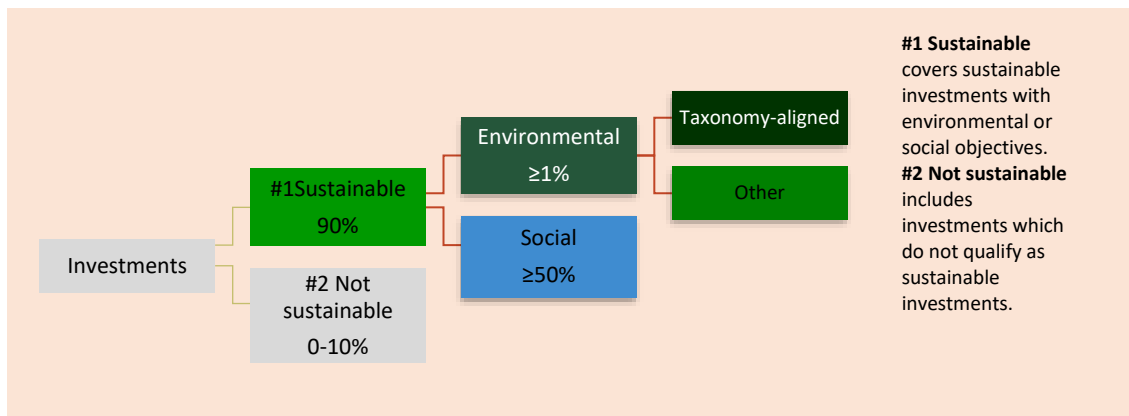 Investments
#1Sustainable
90%
#2 Not
sustainable
0-10%
Environmental
≥1%
Social
≥50%
Taxonomy-aligned
Other
#1 Sustainable
covers sustainable
investments with
environmental or
social objectives.
#2 Not sustainable
includes
investments which
do not qualify as
sustainable
investments.